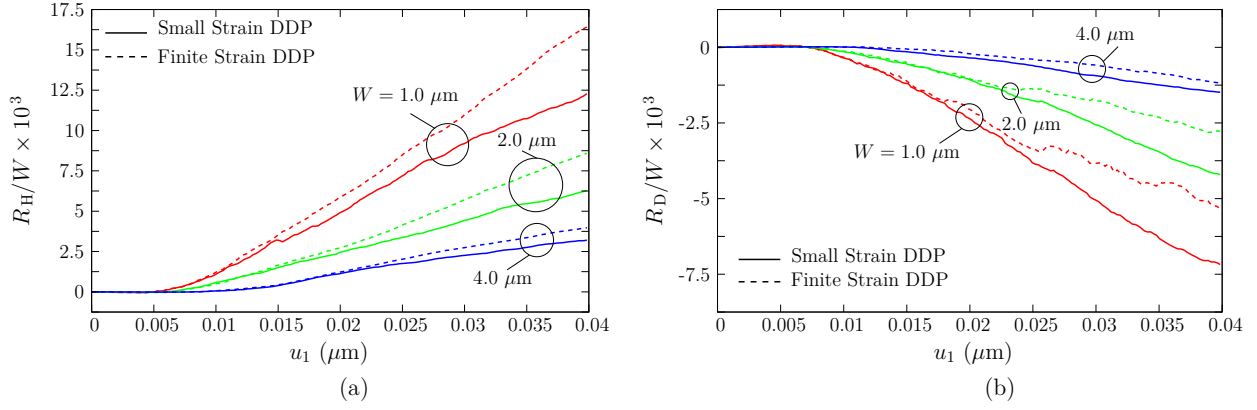 17.5
15
12.5
10
7.5
5
2.5
0
R_H/W × 10^3
Small Strain DDP
Finite Strain DDP
W = 1.0 μm
2.0 μm
4.0 μm
0 0.005 0.01 0.015 0.02 0.025 0.03 0.035 0.04
u_1 (μm)
(a)
0
-2.5
-5
-7.5
R_D/W × 10^3
4.0 μm
2.0 μm
W = 1.0 μm
Small Strain DDP
Finite Strain DDP
0 0.005 0.01 0.015 0.02 0.025 0.03 0.035 0.04
u_1 (μm)
(b)